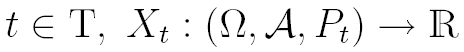 t ∈ T, X_t : (Ω, 𝒜, P_t) → ℝ